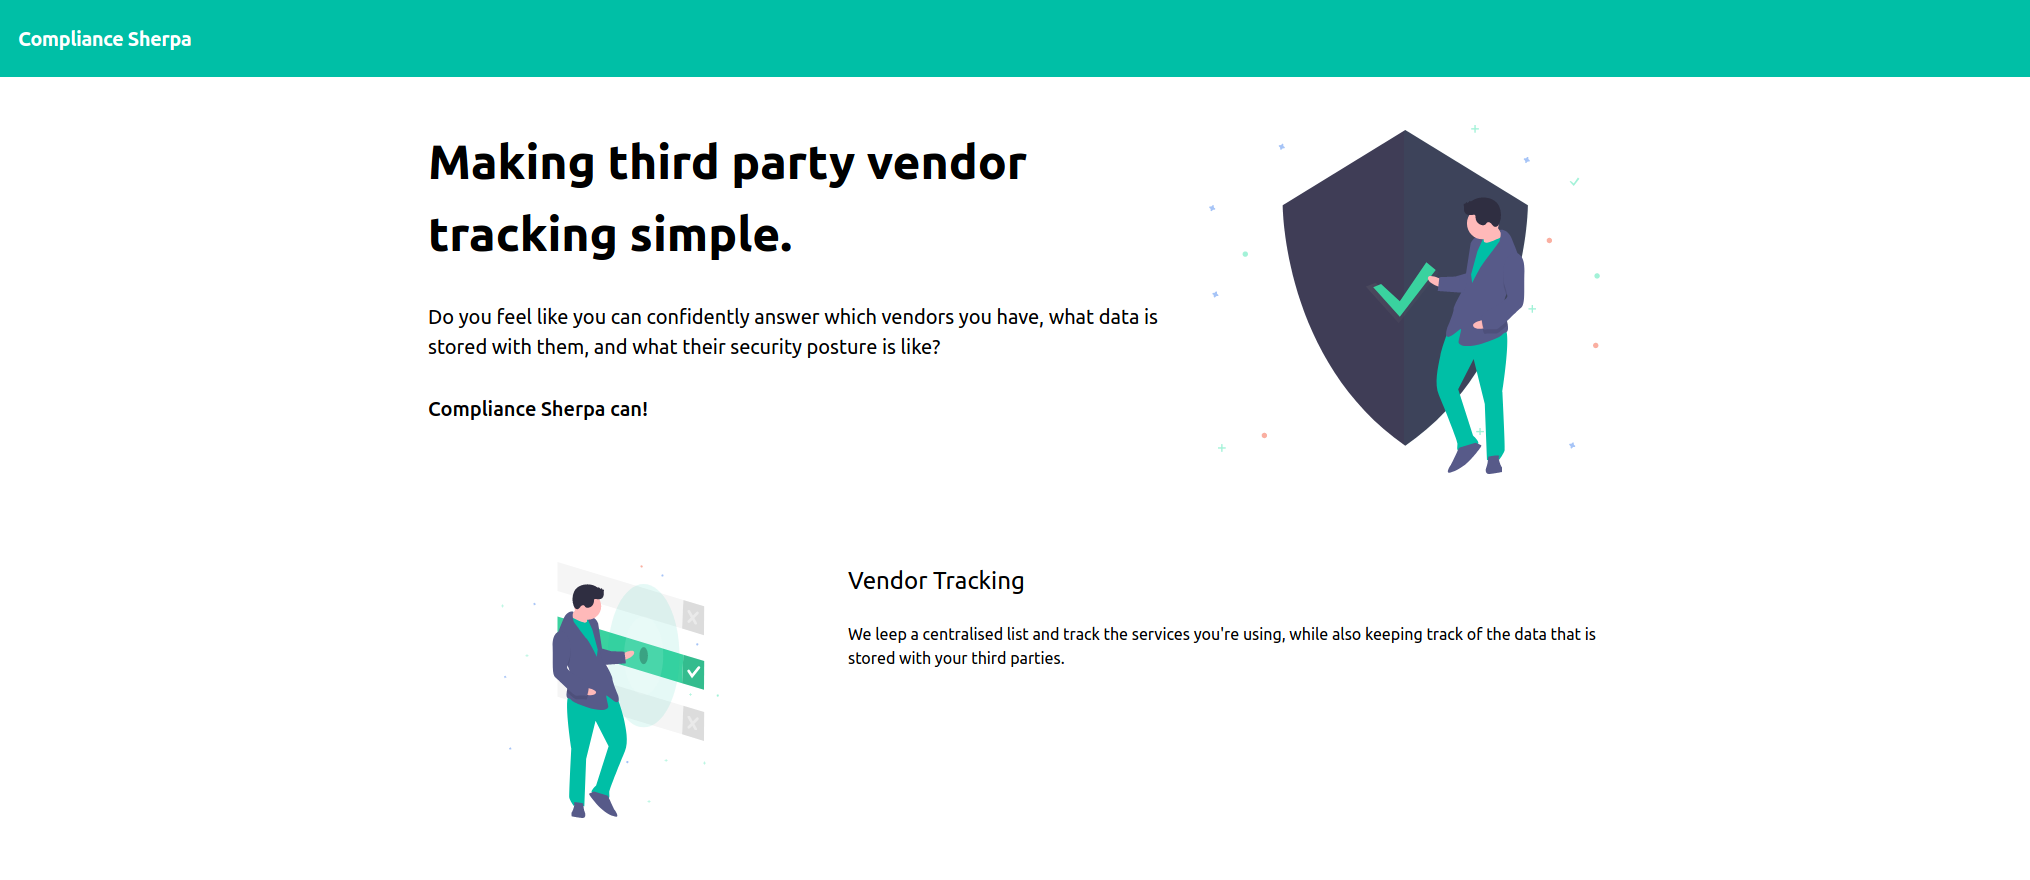 Compliance Sherpa
Making third party vendor
tracking simple.
Do you feel like you can confidently answer which vendors you have, what data is
stored with them, and what their security posture is like?
Compliance Sherpa can!
Vendor Tracking
We leep a centralised list and track the services you're using, while also keeping track of the data that is
stored with your third parties.